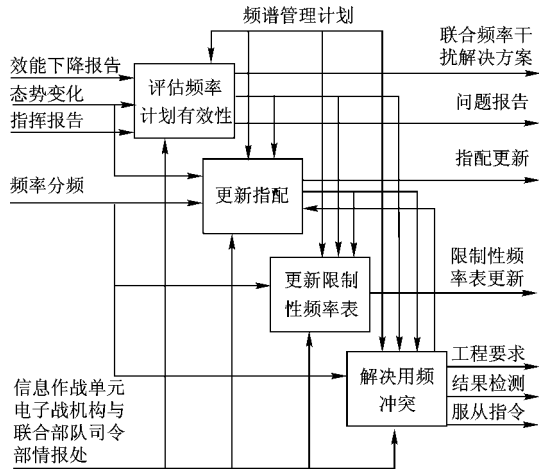 频谱管理计划
联合频率干
扰解决方案
效能下降报告
态势变化
指挥报告
评估频率
计划有效性
问题报告
指配更新
频率分频
更新指配
限制性频
率表更新
更新限制
性频率表
工程要求
结果检测
服从指令
解决用频
冲突
信息作战单元
电子战机构与
联合部队司令
部情报处